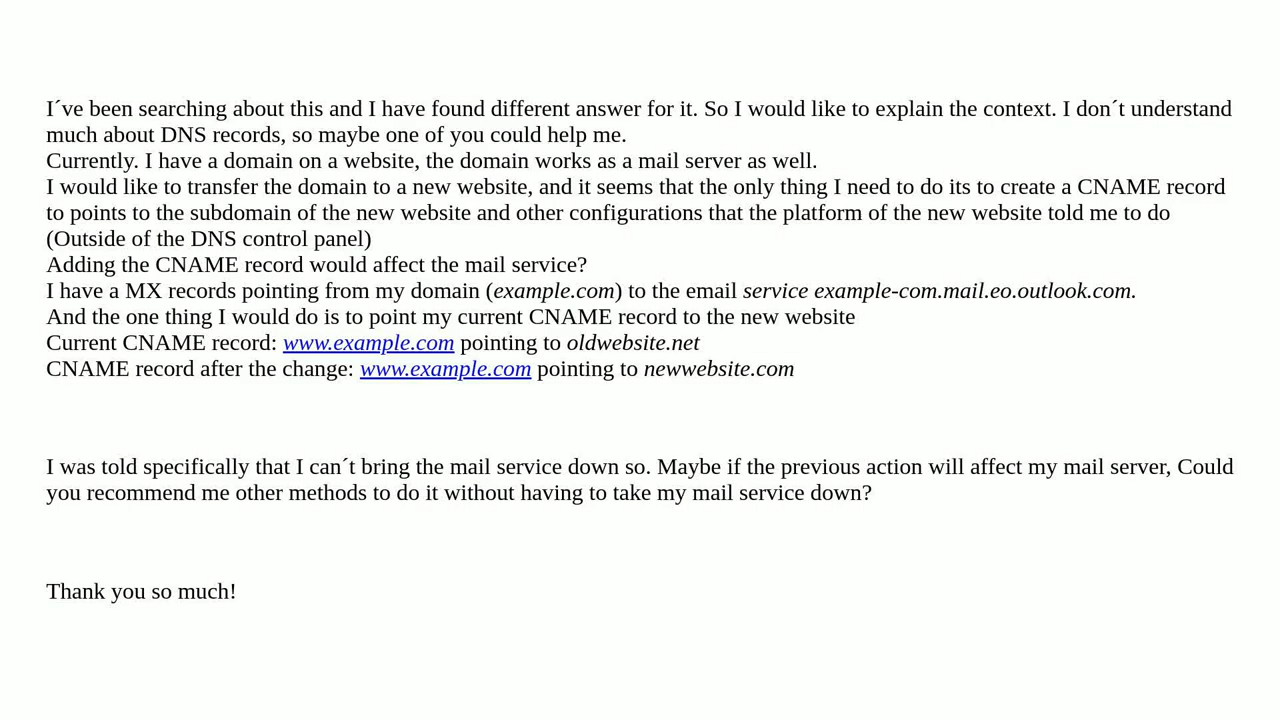 I´ve been searching about this and I have found different answer for it. So I would like to explain the context. I don´t understand
much about DNS records, so maybe one of you could help me.
Currently. I have a domain on a website, the domain works as a mail server as well.
I would like to transfer the domain to a new website, and it seems that the only thing I need to do its to create a CNAME record
to points to the subdomain of the new website and other configurations that the platform of the new website told me to do
(Outside of the DNS control panel)
Adding the CNAME record would affect the mail service?
I have a MX records pointing from my domain (example.com) to the email service example-com.mail.eo.outlook.com.
And the one thing I would do is to point my current CNAME record to the new website
Current CNAME record: www.example.com pointing to oldwebsite.net
CNAME record after the change: www.example.com pointing to newwebsite.com
I was told specifically that I can´t bring the mail service down so. Maybe if the previous action will affect my mail server, Could
you recommend me other methods to do it without having to take my mail service down?
Thank you so much!